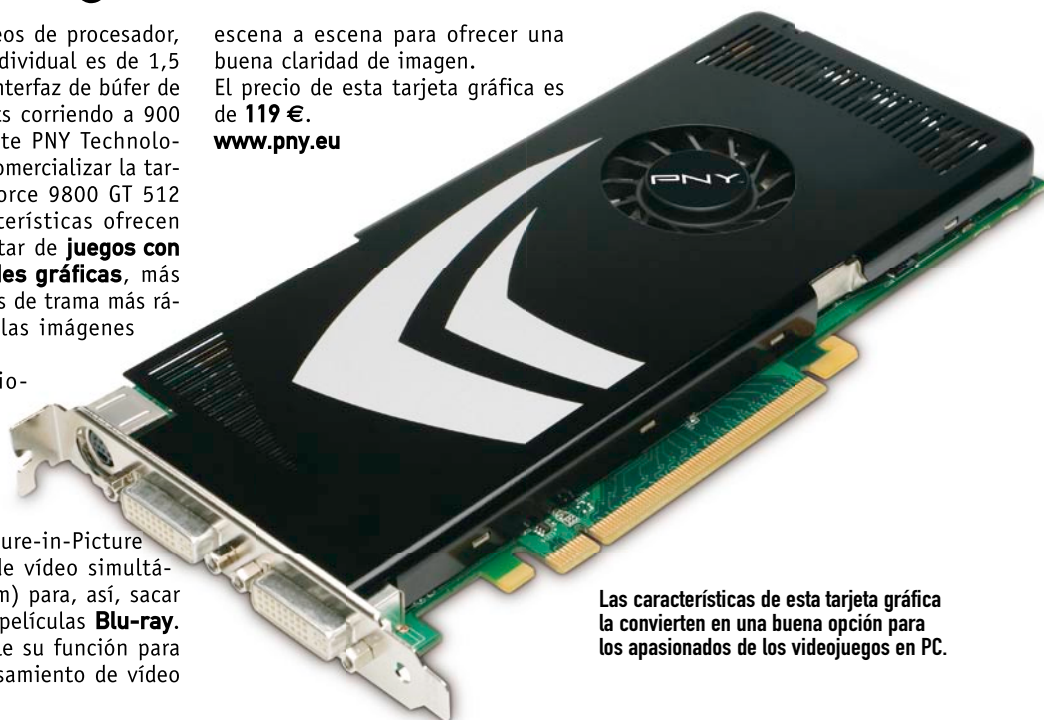 eos de procesador,
dividual es de 1,5
nterfaz de búfer de
ts corriendo a 900
te PNY Technolo-
omercializar la tar-
orce 9800 GT 512
cterísticas ofrecen
tar de juegos con
des gráficas, más
s de trama más rá-
las imágenes
io-
ure-in-Picture
de vídeo simultá-
m) para, así, sacar
películas Blu-ray.
le su función para
samiento de vídeo
escena a escena para ofrecer una
buena claridad de imagen.
El precio de esta tarjeta gráfica es
de 119 €.
www.pny.eu
PNY
Las características de esta tarjeta gráfica
la convierten en una buena opción para
los apasionados de los videojuegos en PC.